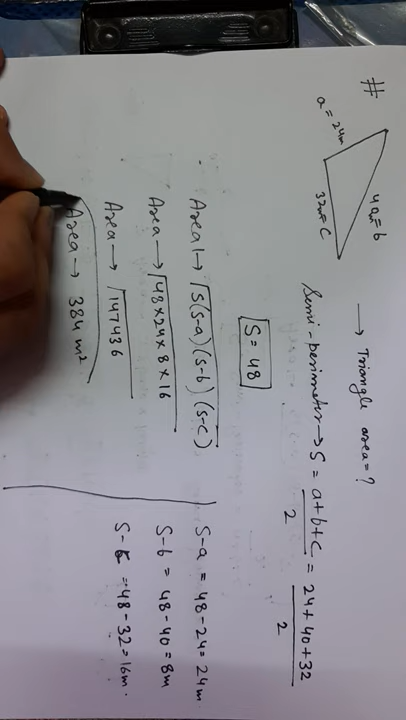 #
a = 24m
40m = b
32m = C
→ Triangle area = ?
Semi-perimeter → S = a+b+c/2 = 24+40+32/2
S = 48
Area → √S(S-a)(S-b)(S-c)
Area → √48×24×8×16
Area → √147436
Area → 384 m²
S-a = 48-24 = 24m.
S-b = 48-40 = 8m
S-c = 48-32 = 16m.